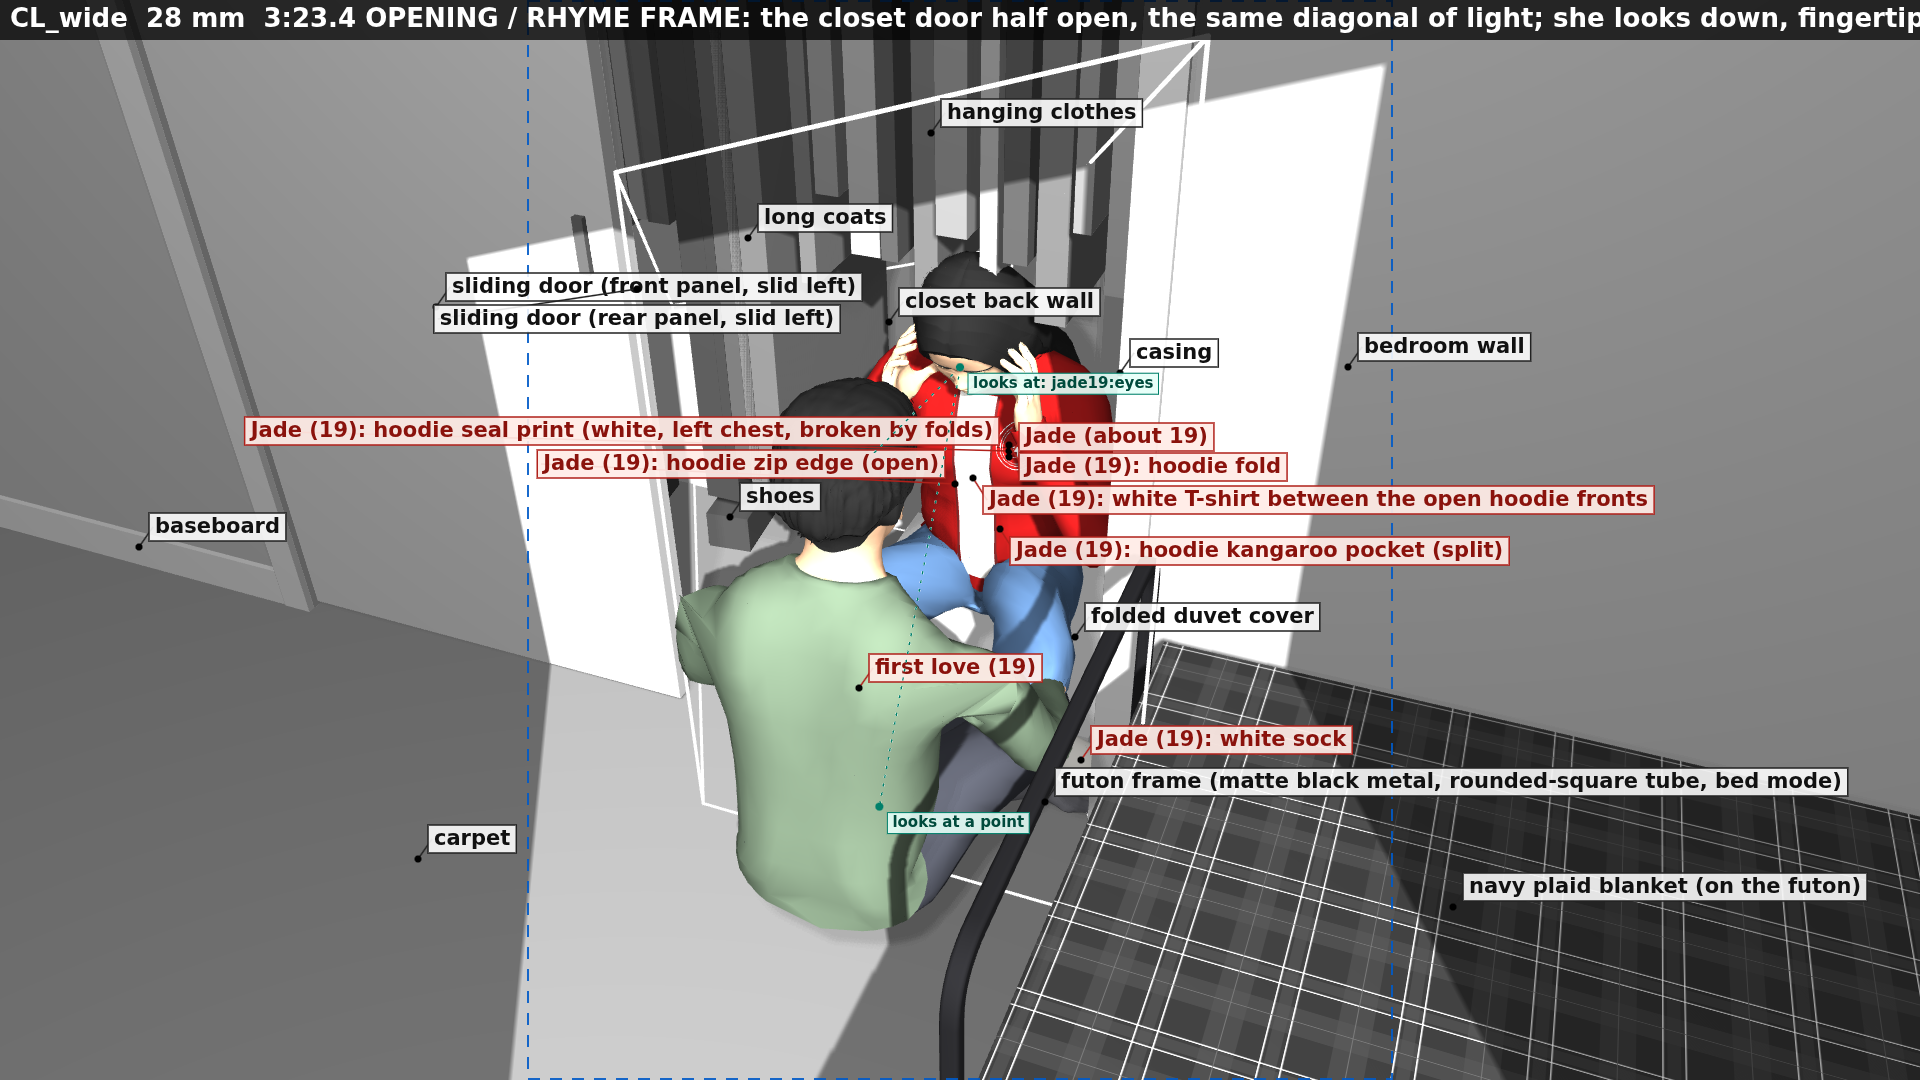 CL_wide 28 mm 3:23.4 OPENING / RHYME FRAME: the closet door half open, the same diagonal of light; she looks down, fingertip
hanging clothes
long coats
sliding door (front panel, slid left)
closet back wall
sliding door (rear panel, slid left)
bedroom wall
casing
looks at: jade19:eyes
Jade (19): hoodie seal print (white, left chest, broken by folds)
Jade (about 19)
Jade (19): hoodie zip edge (open)
Jade (19): hoodie fold
shoes
Jade (19): white T-shirt between the open hoodie fronts
baseboard
Jade (19): hoodie kangaroo pocket (split)
folded duvet cover
first love (19)
Jade (19): white sock
futon frame (matte black metal, rounded-square tube, bed mode)
looks at a point
carpet
navy plaid blanket (on the futon)